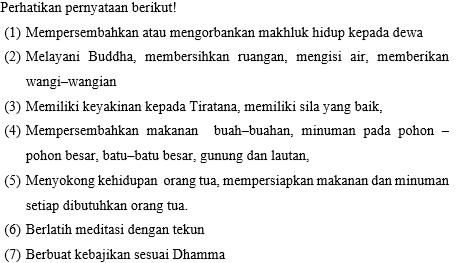 Perhatikan pernyataan berikut!
(1) Mempersembahkan atau mengorbankan makhluk hidup kepada dewa
(2) Melayani Buddha, membersihkan ruangan, mengisi air, memberikan
wangi–wangian
(3) Memiliki keyakinan kepada Tiratana, memiliki sila yang baik,
(4) Mempersembahkan makanan buah–buahan, minuman pada pohon –
pohon besar, batu–batu besar, gunung dan lautan,
(5) Menyokong kehidupan orang tua, mempersiapkan makanan dan minuman
setiap dibutuhkan orang tua.
(6) Berlatih meditasi dengan tekun
(7) Berbuat kebajikan sesuai Dhamma